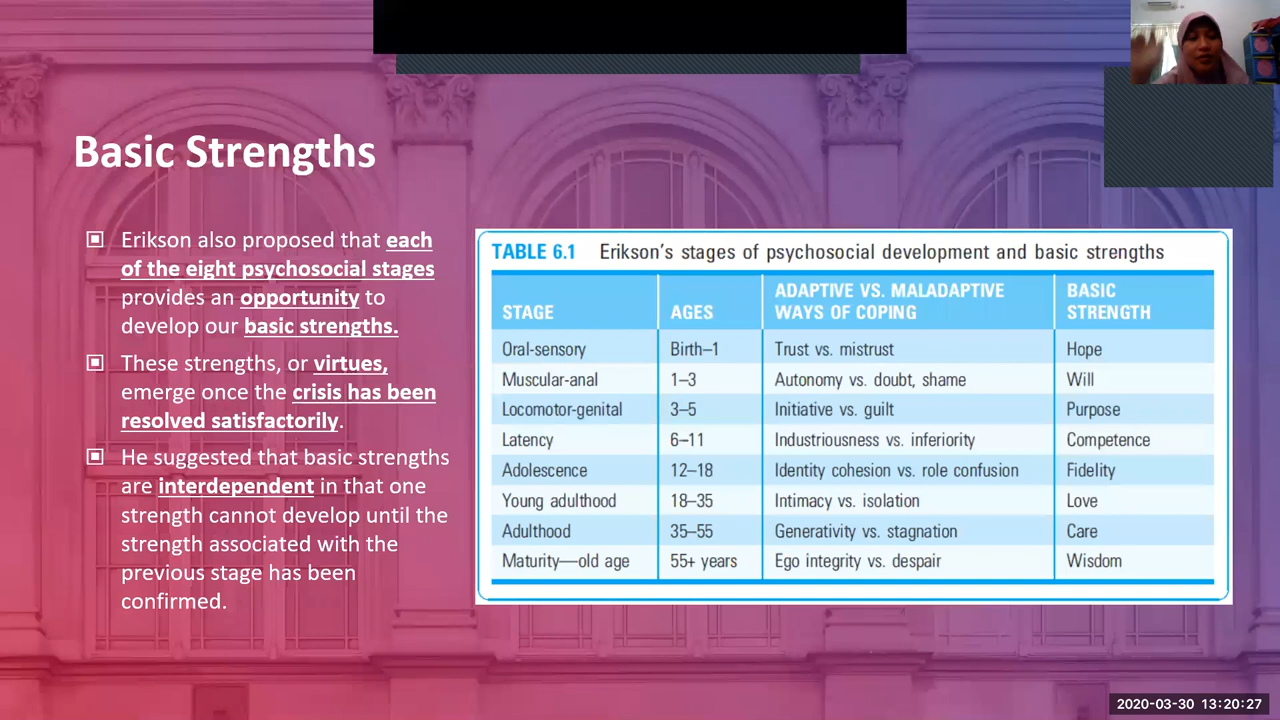 Basic Strengths
Erikson also proposed that each
of the eight psychosocial stages
provides an opportunity to
develop our basic strengths.
These strengths, or virtues,
emerge once the crisis has been
resolved satisfactorily.
He suggested that basic strengths
are interdependent in that one
strength cannot develop until the
strength associated with the
previous stage has been
confirmed.
TABLE 6.1 Erikson's stages of psychosocial development and basic strengths
STAGE AGES ADAPTIVE VS. MALADAPTIVE WAYS OF COPING BASIC STRENGTH
Oral-sensory Birth–1 Trust vs. mistrust Hope
Muscular-anal 1–3 Autonomy vs. doubt, shame Will
Locomotor-genital 3–5 Initiative vs. guilt Purpose
Latency 6–11 Industriousness vs. inferiority Competence
Adolescence 12–18 Identity cohesion vs. role confusion Fidelity
Young adulthood 18–35 Intimacy vs. isolation Love
Adulthood 35–55 Generativity vs. stagnation Care
Maturity—old age 55+ years Ego integrity vs. despair Wisdom
2020-03-30 13:20:27